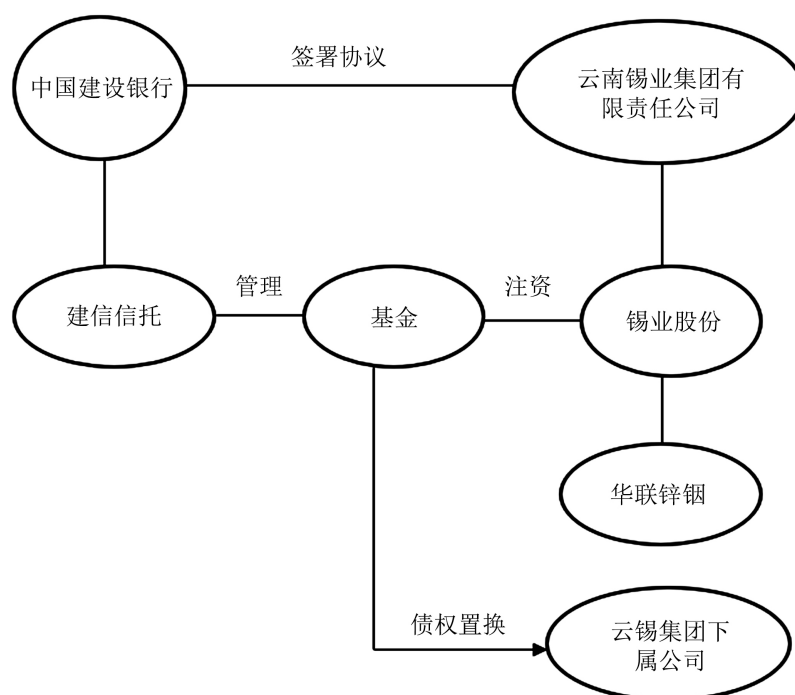 签署协议
中国建设银行
云南锡业集团有
限责任公司
管理
注资
建信信托
基金
锡业股份
华联锌铟
债权置换
云锡集团下
属公司